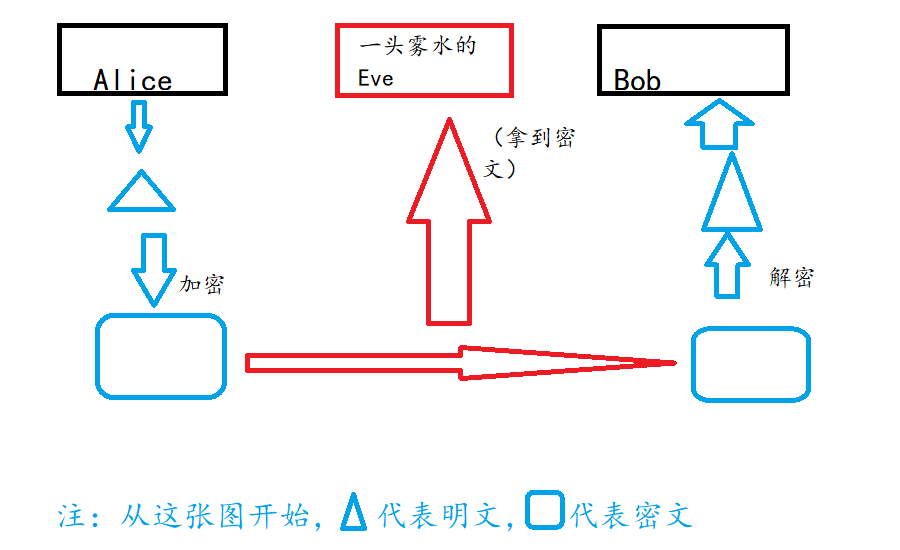 Alice
一头雾水的
Eve
Bob
（拿到密
文）
加密
解密
注：从这张图开始，代表明文，代表密文